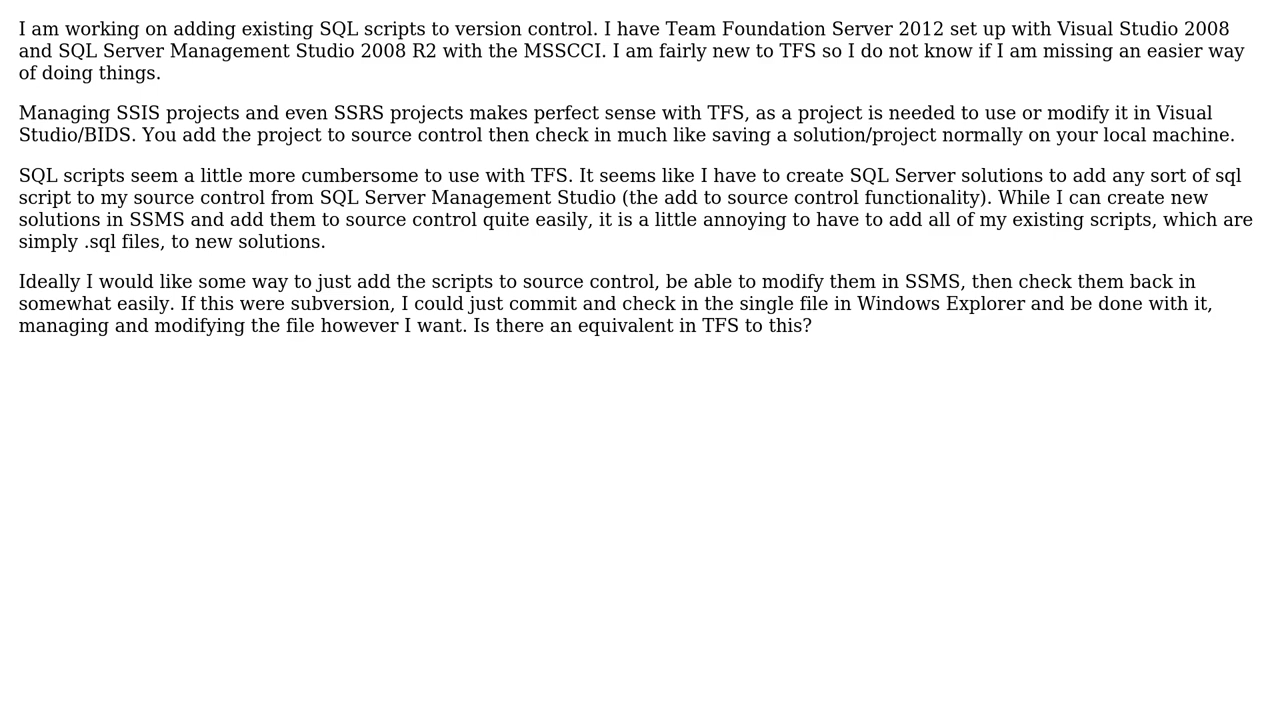 I am working on adding existing SQL scripts to version control. I have Team Foundation Server 2012 set up with Visual Studio 2008
and SQL Server Management Studio 2008 R2 with the MSSCCI. I am fairly new to TFS so I do not know if I am missing an easier way
of doing things.
Managing SSIS projects and even SSRS projects makes perfect sense with TFS, as a project is needed to use or modify it in Visual
Studio/BIDS. You add the project to source control then check in much like saving a solution/project normally on your local machine.
SQL scripts seem a little more cumbersome to use with TFS. It seems like I have to create SQL Server solutions to add any sort of sql
script to my source control from SQL Server Management Studio (the add to source control functionality). While I can create new
solutions in SSMS and add them to source control quite easily, it is a little annoying to have to add all of my existing scripts, which are
simply .sql files, to new solutions.
Ideally I would like some way to just add the scripts to source control, be able to modify them in SSMS, then check them back in
somewhat easily. If this were subversion, I could just commit and check in the single file in Windows Explorer and be done with it,
managing and modifying the file however I want. Is there an equivalent in TFS to this?